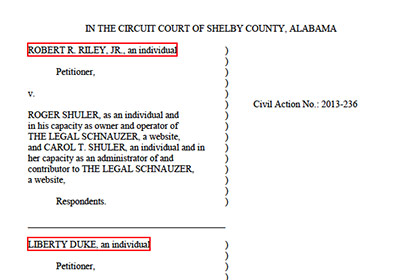 IN THE CIRCUIT COURT OF SHELBY COUNTY, ALABAMA
ROBERT R. RILEY, JR., an individual )
)
Petitioner, )
)
v. )
)
ROGER SHULER, as an individual and ) Civil Action No.: 2013-236
in his capacity as owner and operator of )
THE LEGAL SCHNAUZER, a website, )
and CAROL T. SHULER, an individual and in )
her capacity as an administrator of and )
contributor to THE LEGAL SCHNAUZER, )
a website, )
)
Respondents. )
LIBERTY DUKE, an individual )
)
Petitioner, )